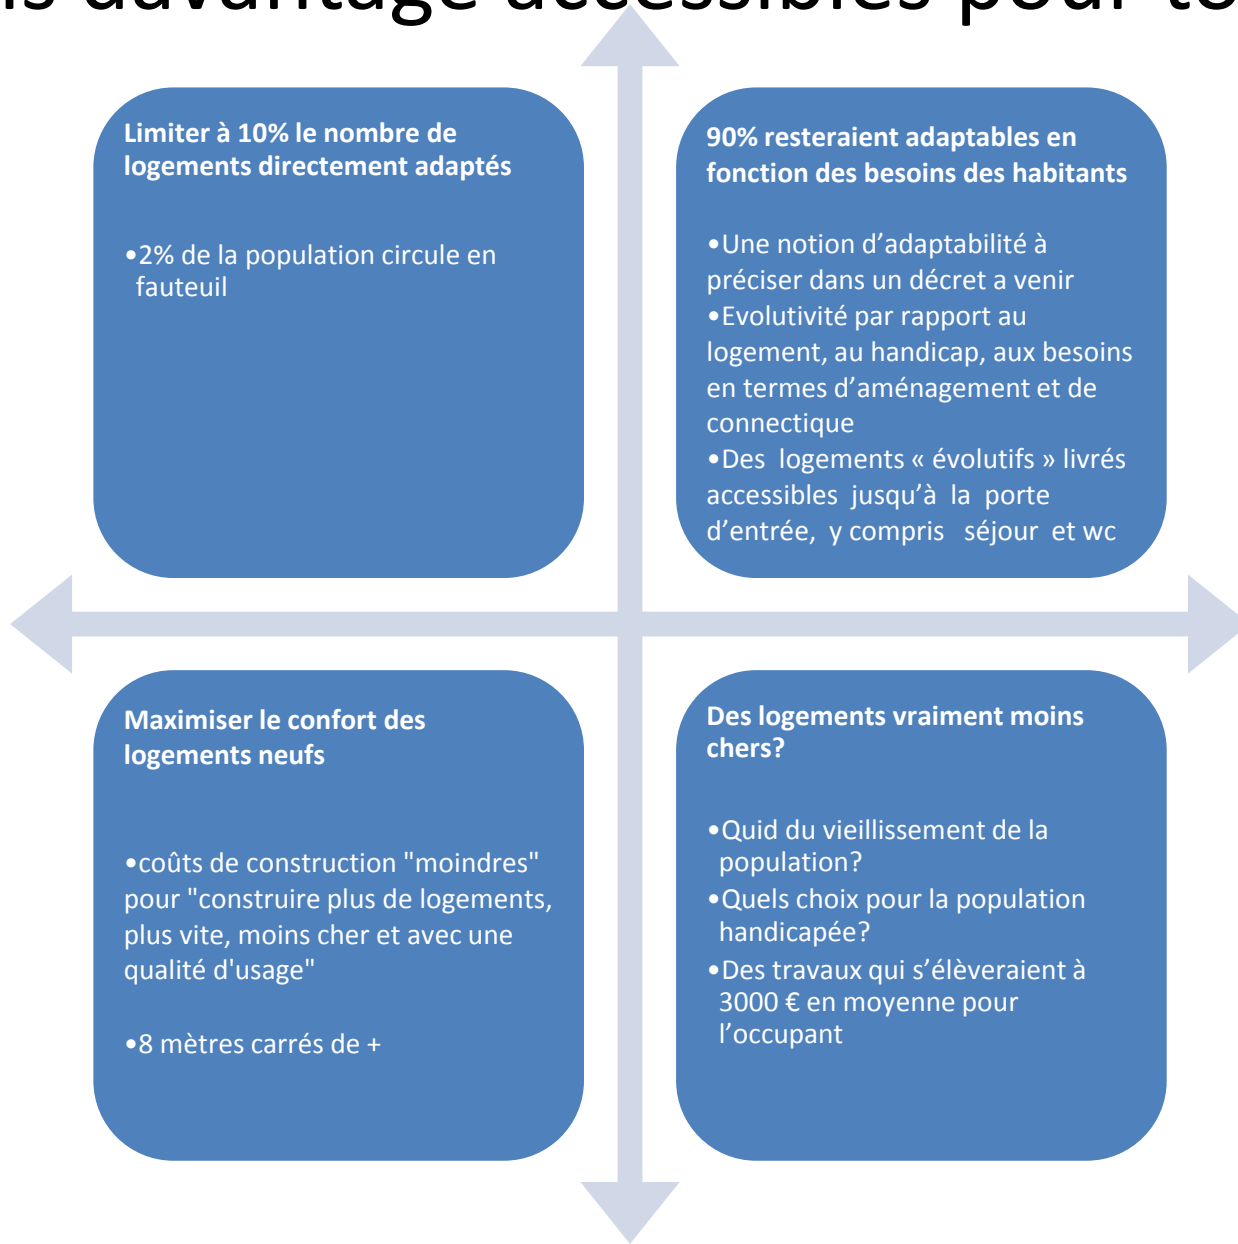 davantage accessibles pour
Limiter à 10% le nombre de
logements directement adaptés
•2% de la population circule en
fauteuil
90% resteraient adaptables en
fonction des besoins des habitants
•Une notion d’adaptabilité à
préciser dans un décret a venir
•Evolutivité par rapport au
logement, au handicap, aux besoins
en termes d’aménagement et de
connectique
•Des logements « évolutifs » livrés
accessibles jusqu’à la porte
d’entrée, y compris séjour et wc
Maximiser le confort des
logements neufs
•coûts de construction "moindres"
pour "construire plus de logements,
plus vite, moins cher et avec une
qualité d'usage"
•8 mètres carrés de +
Des logements vraiment moins
chers?
•Quid du vieillissement de la
population?
•Quels choix pour la population
handicapée?
•Des travaux qui s’élèveraient à
3000 € en moyenne pour
l’occupant